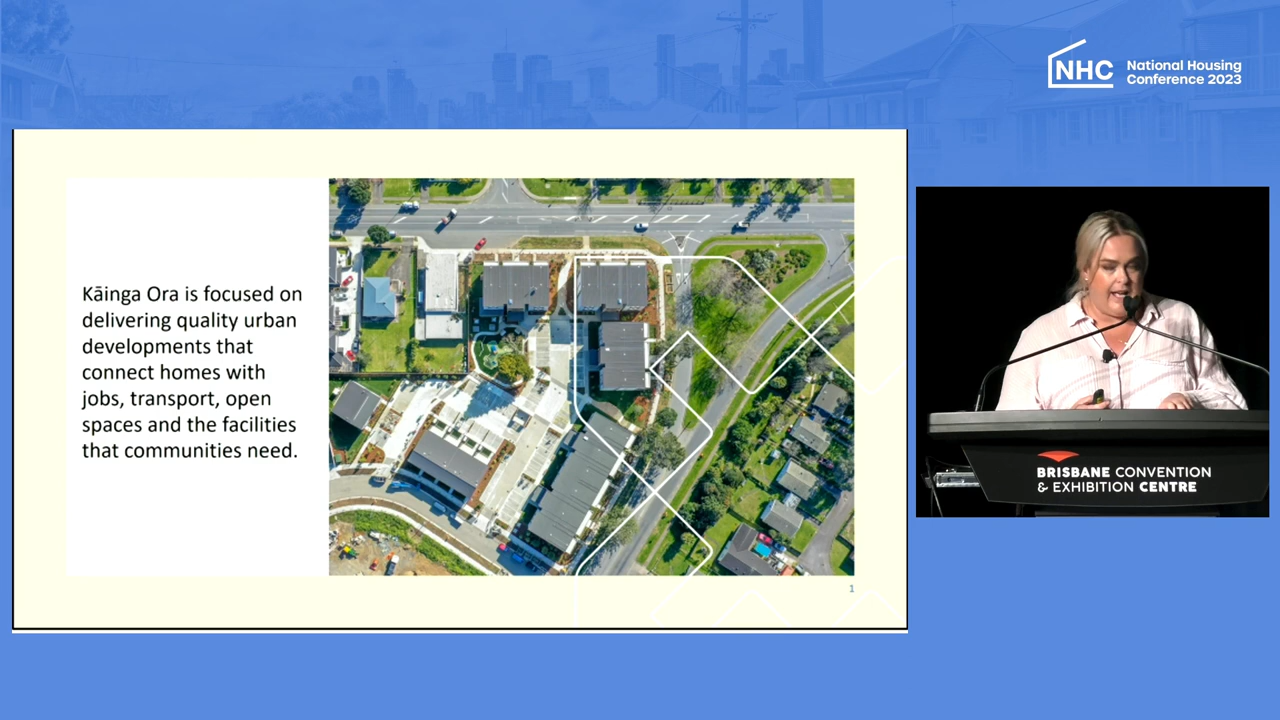 NHC National Housing
Conference 2023
Kāinga Ora is focused on
delivering quality urban
developments that
connect homes with
jobs, transport, open
spaces and the facilities
that communities need.
1
BRISBANE CONVENTION
& EXHIBITION CENTRE